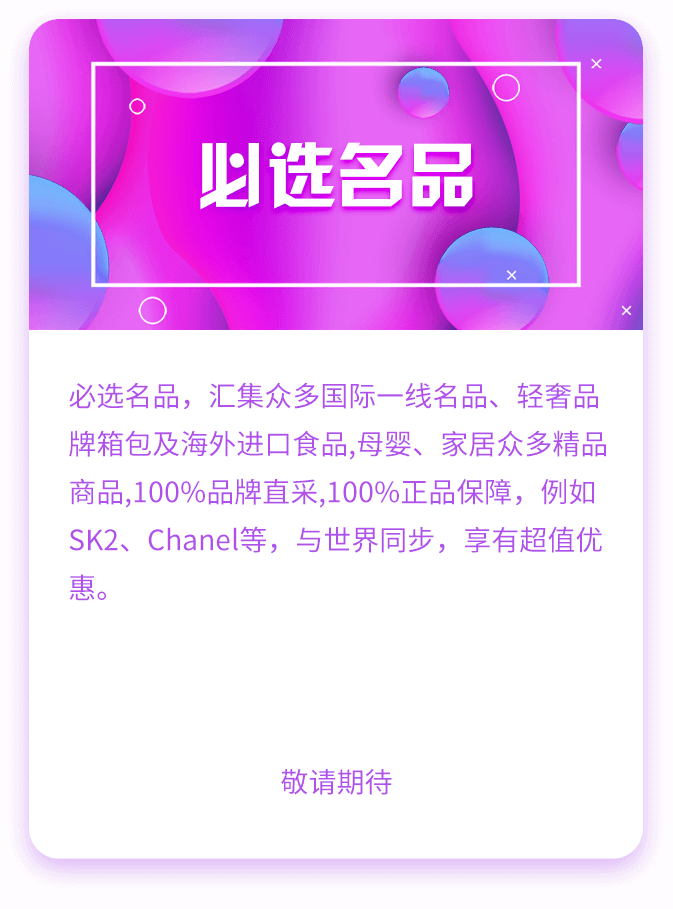 必选名品
必选名品，汇集众多国际一线名品、轻奢品
牌箱包及海外进口食品,母婴、家居众多精品
商品,100%品牌直采,100%正品保障，例如
SK2、Chanel等，与世界同步，享有超值优
惠。
敬请期待